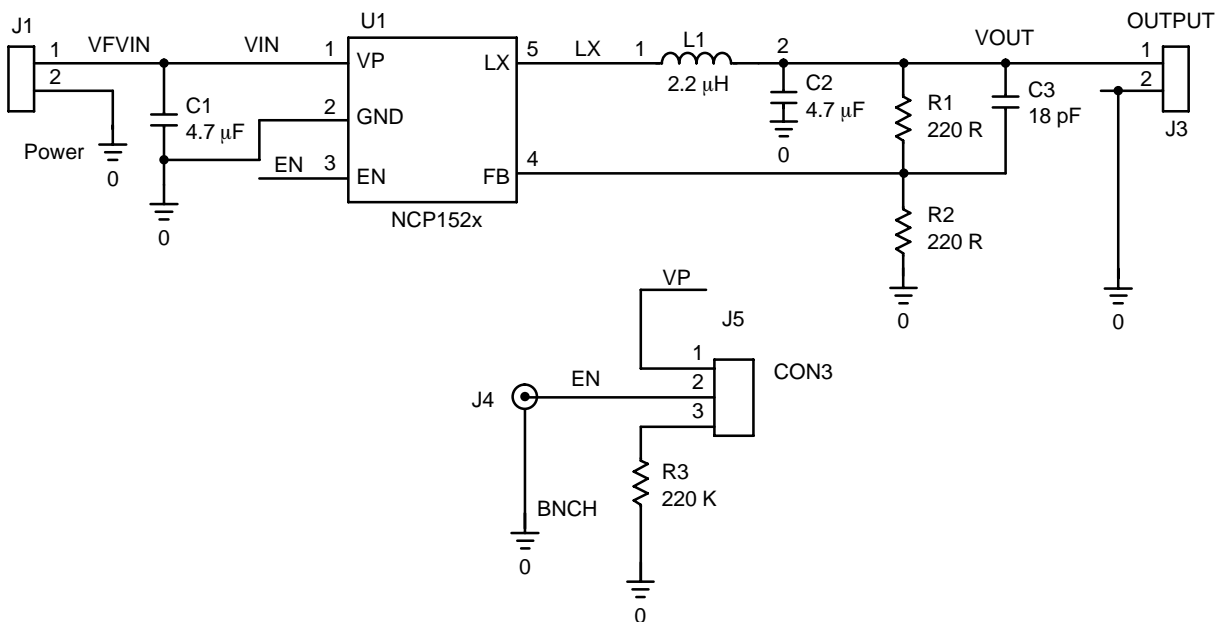 J1
1
2
VFVIN
VIN
Power
0
C1
4.7 μF
0
U1
1
VP
2
GND
EN
3
EN
LX
5
FB
4
NCP152x
LX
1
L1
2.2 μH
2
C2
4.7 μF
0
VOUT
R1
220 R
C3
18 pF
R2
220 R
0
OUTPUT
1
2
J3
0
VP
J5
1
2
3
CON3
EN
J4
BNCH
0
R3
220 K
0